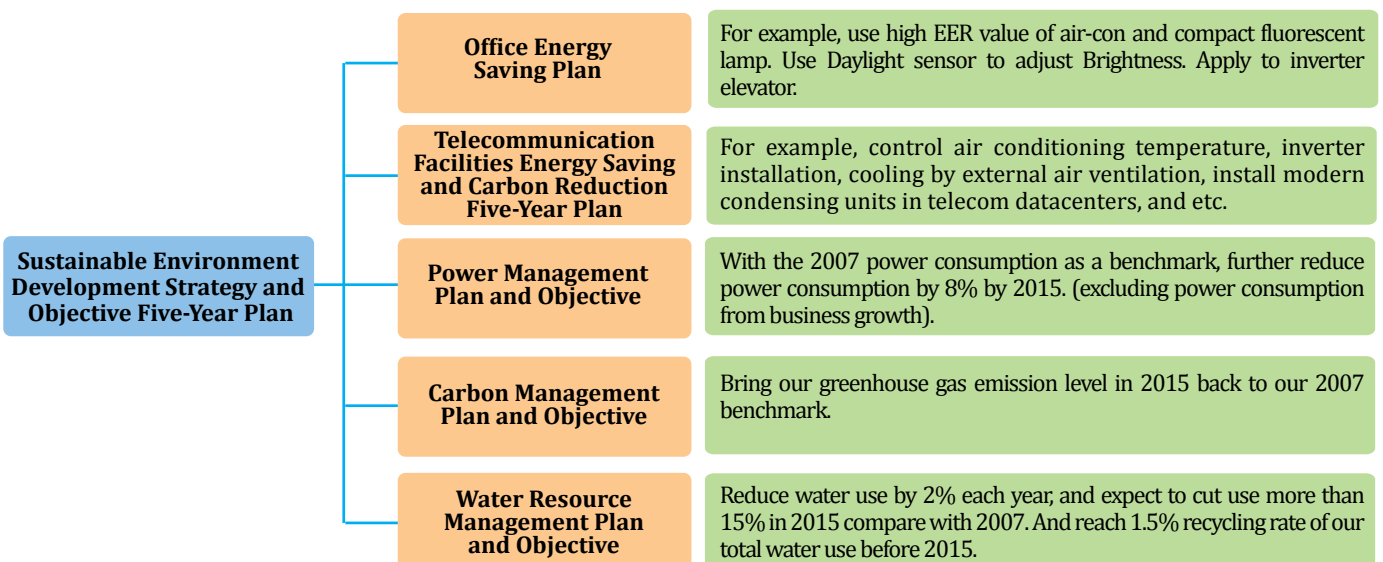 Sustainable Environment
Development Strategy and
Objective Five-Year Plan
Office Energy
Saving Plan
For example, use high EER value of air-con and compact fluorescent
lamp. Use Daylight sensor to adjust Brightness. Apply to inverter
elevator.
Telecommunication
Facilities Energy Saving
and Carbon Reduction
Five-Year Plan
For example, control air conditioning temperature, inverter
installation, cooling by external air ventilation, install modern
condensing units in telecom datacenters, and etc.
Power Management
Plan and Objective
With the 2007 power consumption as a benchmark, further reduce
power consumption by 8% by 2015. (excluding power consumption
from business growth).
Carbon Management
Plan and Objective
Bring our greenhouse gas emission level in 2015 back to our 2007
benchmark.
Water Resource
Management Plan
and Objective
Reduce water use by 2% each year, and expect to cut use more than
15% in 2015 compare with 2007. And reach 1.5% recycling rate of our
total water use before 2015.